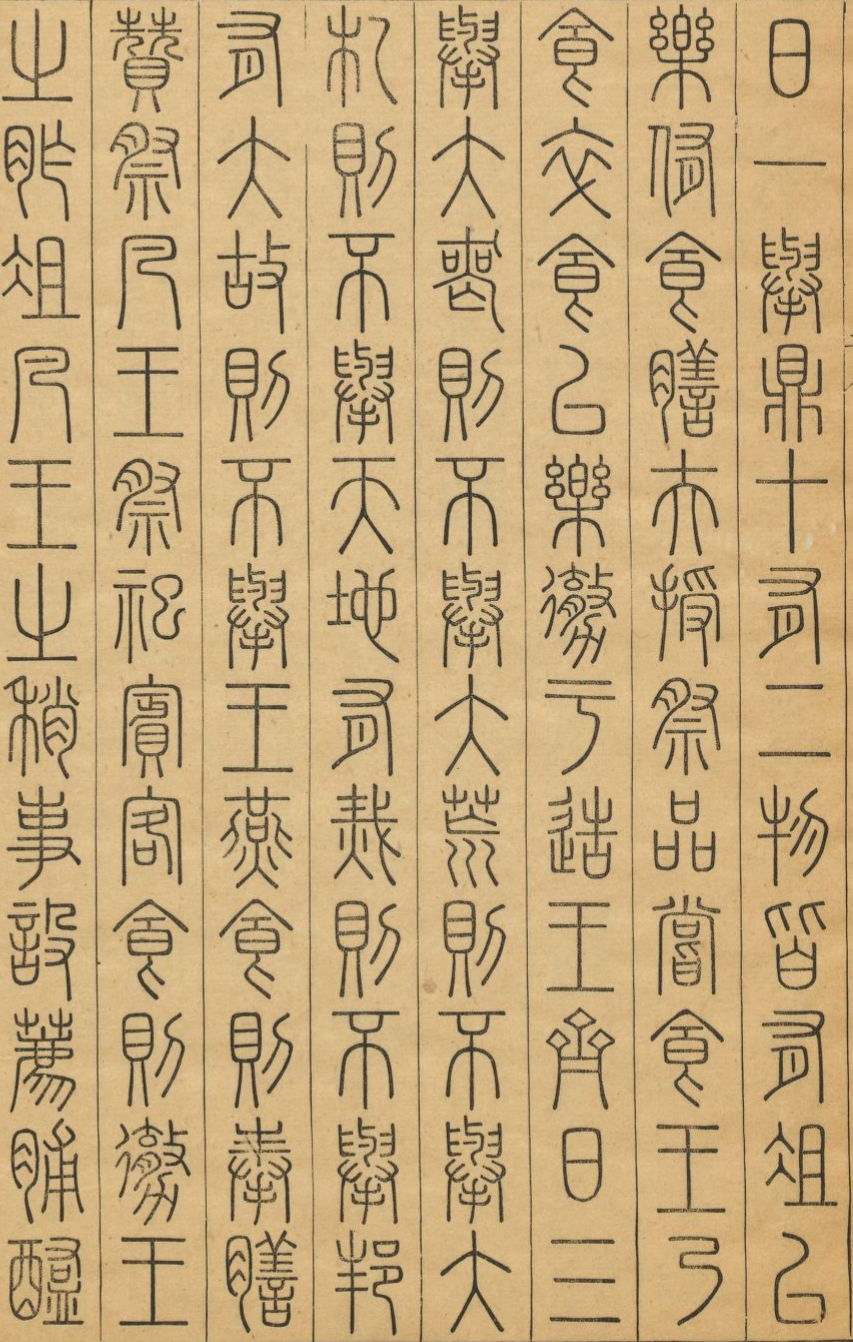 日一舉鼎十有二物皆有俎以
樂侑食膳夫授祭品嘗食王乃
食卒食以樂徹于造王齊日三
舉大喪則不舉大荒則不舉大
札則不舉天地有烖則不舉邦
有大故則不舉王燕食則奉膳
贊祭凡王祭祀賓客食則徹王
之胙俎凡王之稍事設薦脯醢